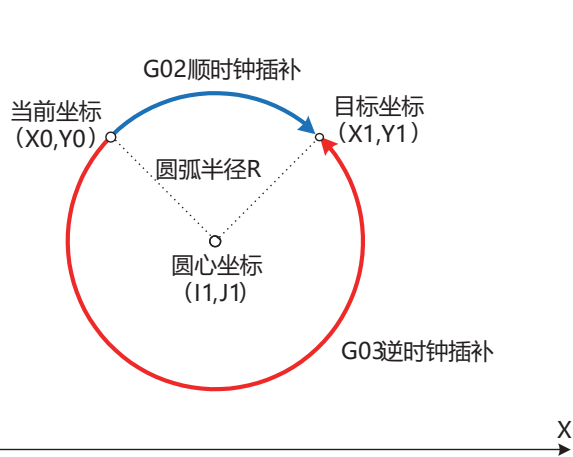 G02顺时钟插补
当前坐标
（X0,Y0）
目标坐标
（X1,Y1）
圆弧半径R
圆心坐标
（I1,J1）
G03逆时钟插补
X